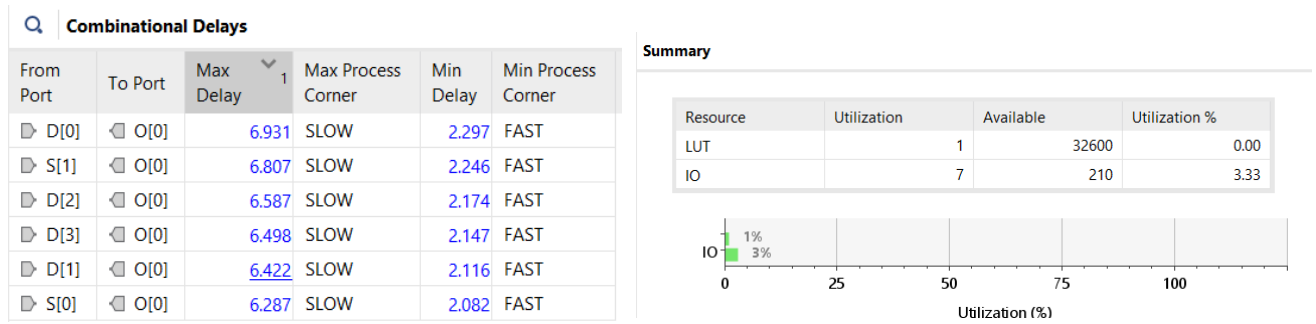 Combinational Delays
From Port To Port Max Delay 1 Max Process Corner Min Delay Min Process Corner
D[0] O[0] 6.931 SLOW 2.297 FAST
S[1] O[0] 6.807 SLOW 2.246 FAST
D[2] O[0] 6.587 SLOW 2.174 FAST
D[3] O[0] 6.498 SLOW 2.147 FAST
D[1] O[0] 6.422 SLOW 2.116 FAST
S[0] O[0] 6.287 SLOW 2.082 FAST
Summary
Resource Utilization Available Utilization %
LUT 1 32600 0.00
IO 7 210 3.33
1%
IO 3%
0 25 50 75 100
Utilization (%)